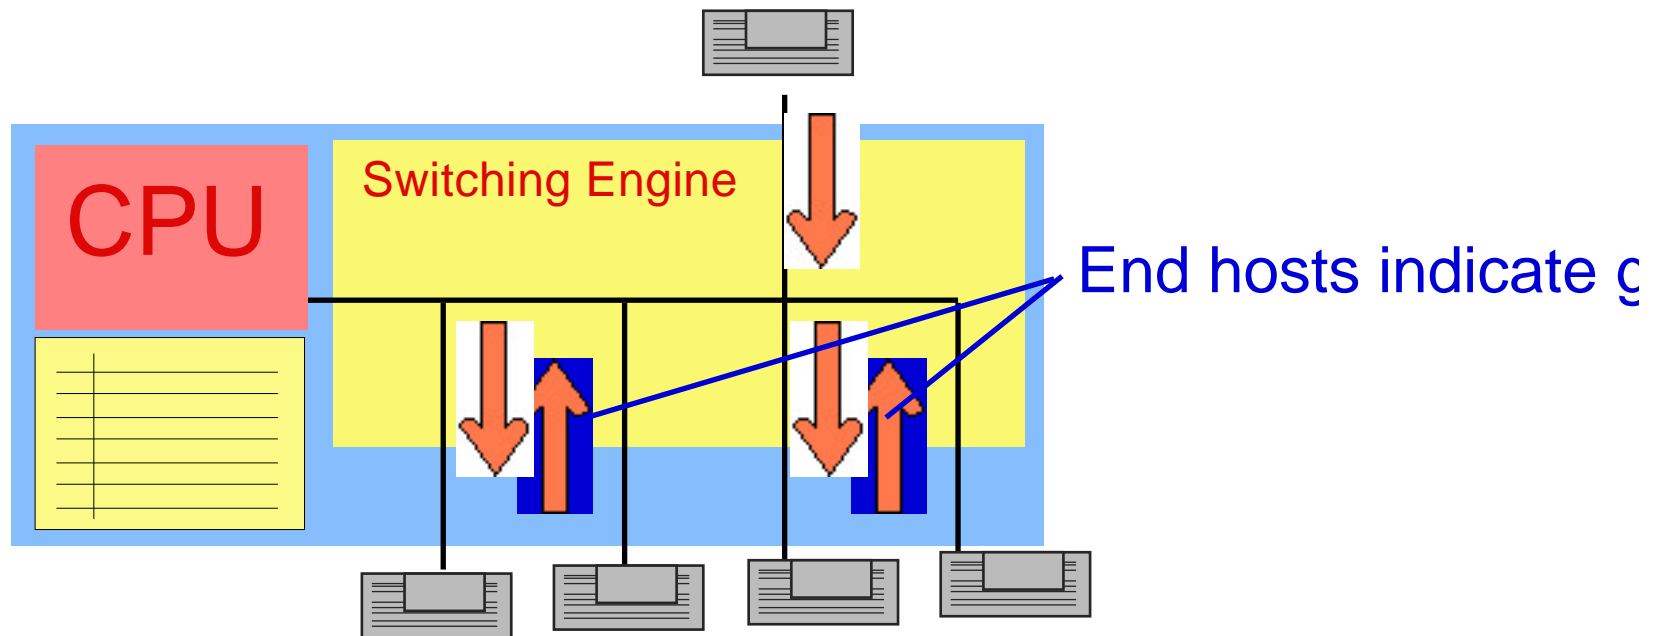 Switching Engine
CPU
End hosts indicate